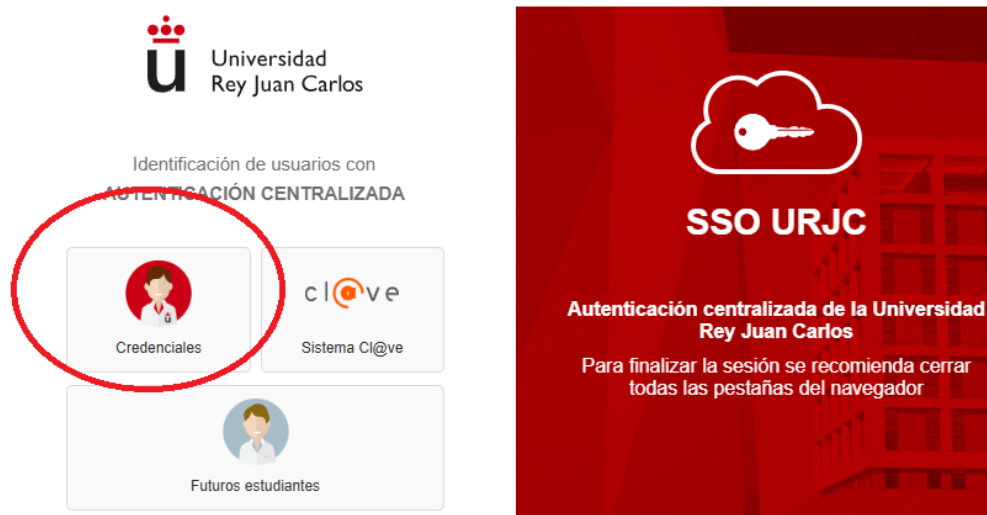 Universidad
Rey Juan Carlos
Identificación de usuarios con
AUTENTICACIÓN CENTRALIZADA
Credenciales
cl@ve
Sistema Cl@ve
Futuros estudiantes
SSO URJC
Autenticación centralizada de la Universidad
Rey Juan Carlos
Para finalizar la sesión se recomienda cerrar
todas las pestañas del navegador